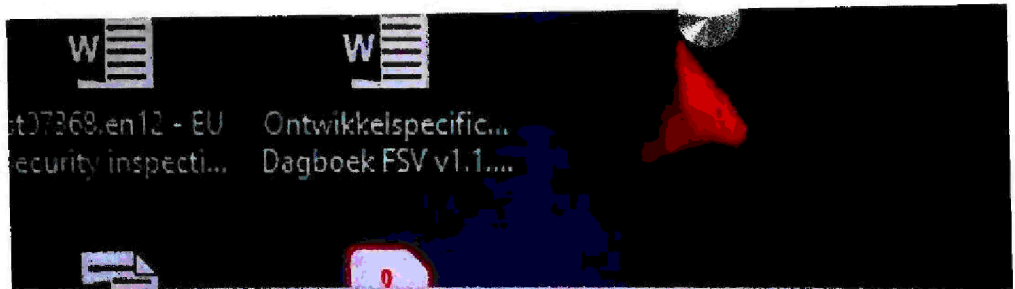 W
W
st07368.en12 - EU
ecurity inspecti...
Ontwikkelspecific...
Dagboek FSV v1.1....